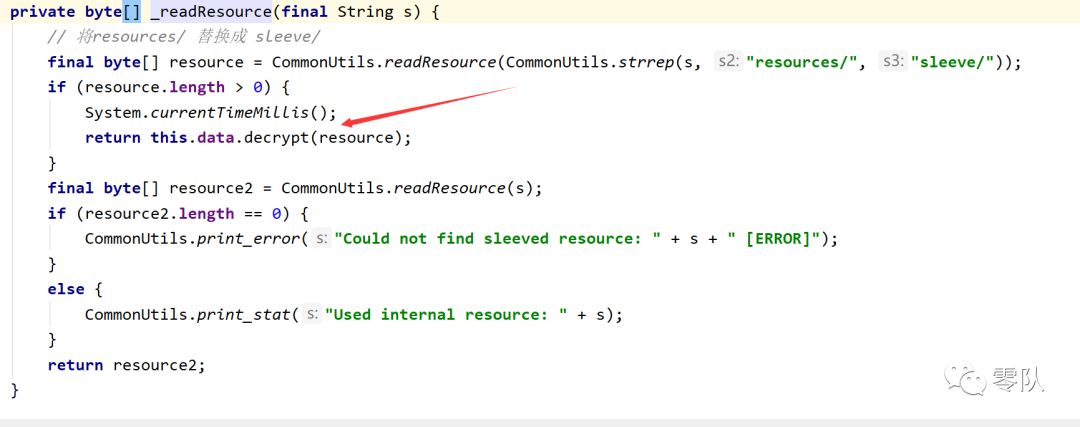 private byte[] _readResource(final String s) {
// 将resources/ 替换成 sleeve/
final byte[] resource = CommonUtils.readResource(CommonUtils.strrep(s, s2: "resources/", s3: "sleeve/"));
if (resource.length > 0) {
System.currentTimeMillis();
return this.data.decrypt(resource);
}
final byte[] resource2 = CommonUtils.readResource(s);
if (resource2.length == 0) {
CommonUtils.print_error( s: "Could not find sleeved resource: " + s + " [ERROR]");
}
else {
CommonUtils.print_stat( s: "Used internal resource: " + s);
}
return resource2;
}
零队